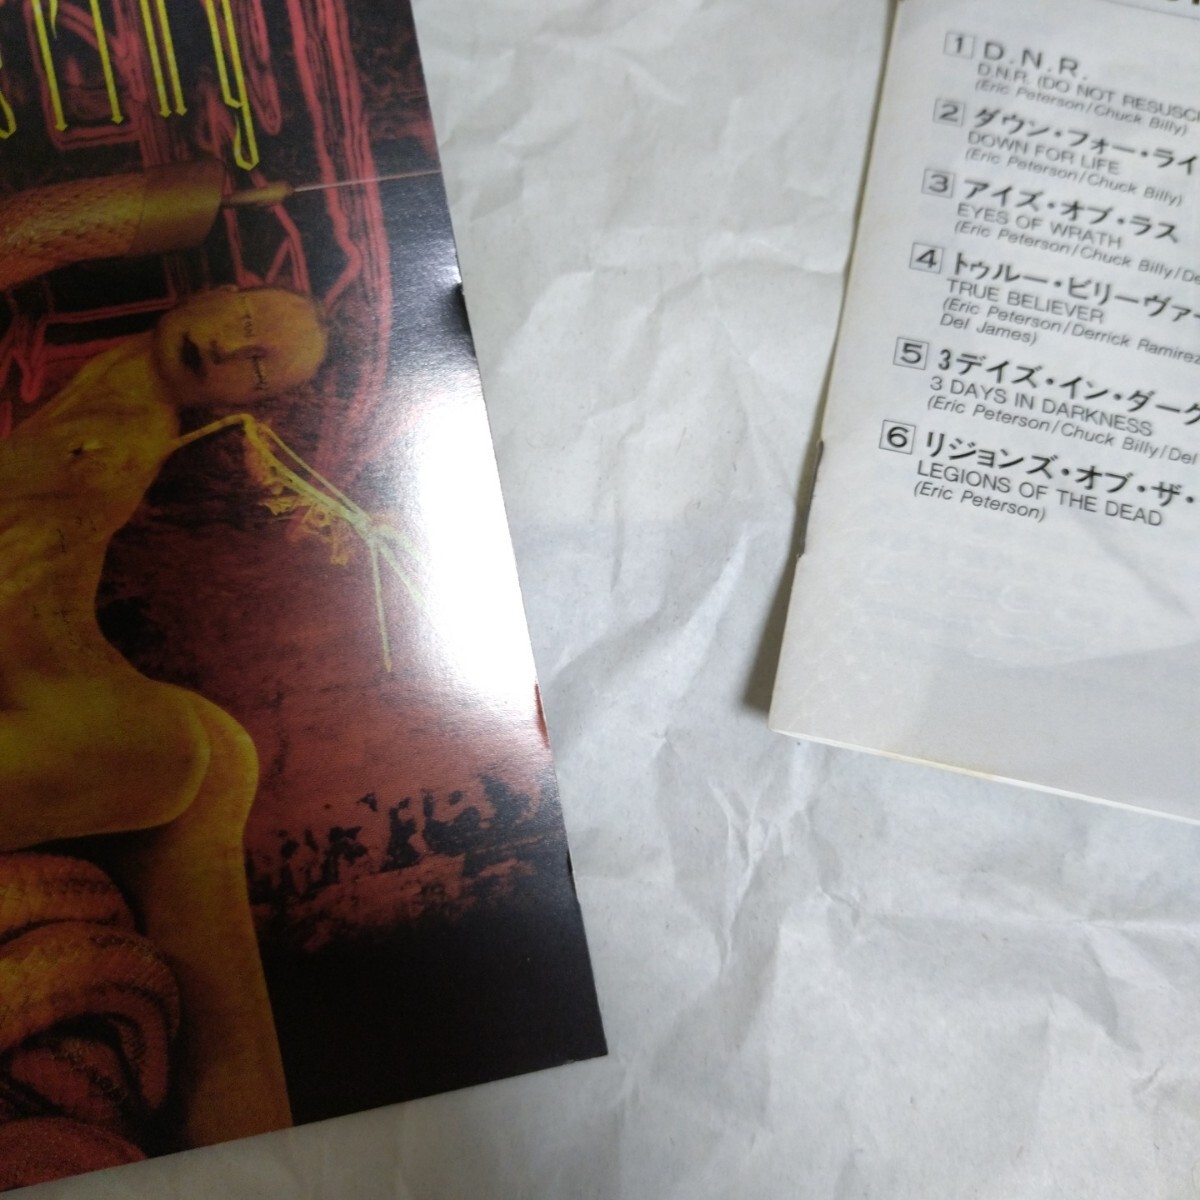 1 D.N.R.
D.N.R. (DO NOT RESUSC
(Eric Peterson/Chuck Billy)
2 ダウン・フォー・ライ
DOWN FOR LIFE
(Eric Peterson/Chuck Billy)
3 アイズ・オブ・ラス
EYES OF WRATH
(Eric Peterson/Chuck Billy/De
4 トゥルー・ビリーヴァー
TRUE BELIEVER
(Eric Peterson/Derrick Ramirez
Del James)
5 3デイズ・イン・ダーク
3 DAYS IN DARKNESS
(Eric Peterson/Chuck Billy/Del
6 リジョンズ・オブ・ザ・
LEGIONS OF THE DEAD
(Eric Peterson)